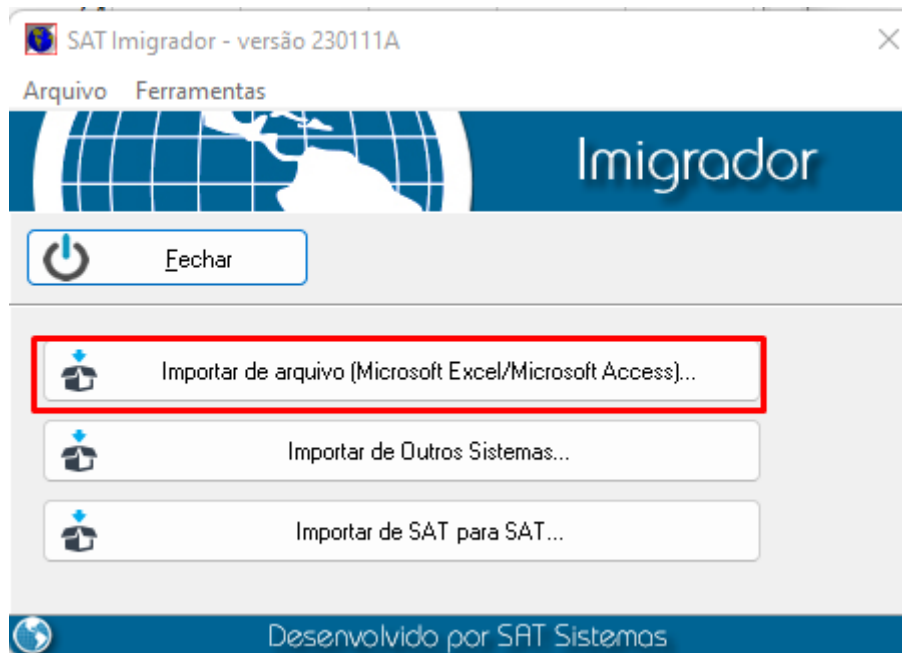 SAT Imigrador - versão 230111A
Arquivo Ferramentas
Imigrador
Fechar
Importar de arquivo (Microsoft Excel/Microsoft Access)...
Importar de Outros Sistemas...
Importar de SAT para SAT...
Desenvolvido por SAT Sistemas